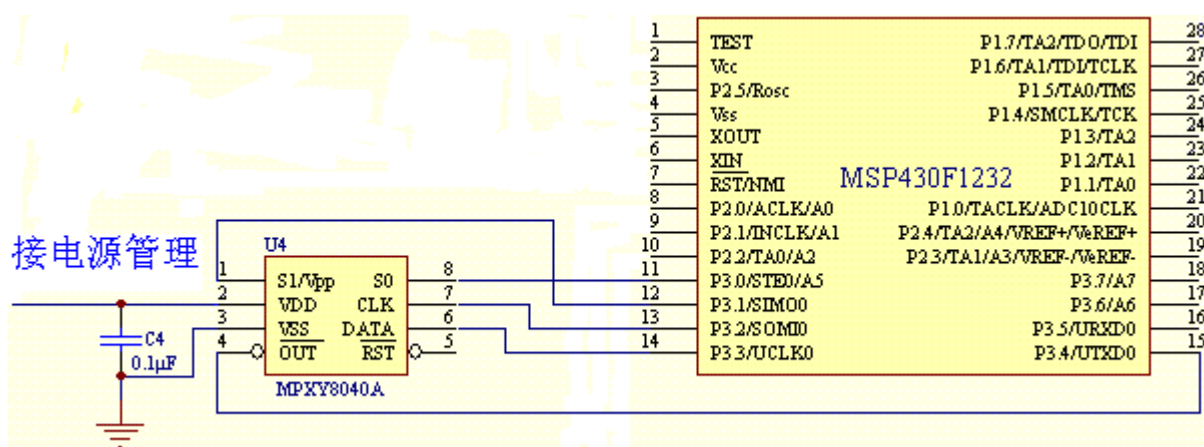 1 TEST P1.7/TA2/TDO/TDI 28
2 Vcc P1.6/TA1/TDI/TCLK 27
3 P2.5/Rosc P1.5/TA0/TMS 26
4 Vss P1.4/SMCLK/TCK 25
5 XOUT P1.3/TA2 24
6 XIN P1.2/TA1 23
7 RST/NMI MSP430F1232 P1.1/TA0 22
8 P2.0/ACLK/A0 P1.0/TACLK/ADC10CLK 21
9 P2.1/INCLK/A1 P2.4/TA2/A4/VREF+/VeREF+ 20
10 P2.2/TA0/A2 P2.3/TA1/A3/VREF-/VeREF- 19
11 P3.0/STE0/A5 P3.7/A7 18
12 P3.1/SIMO0 P3.6/A6 17
13 P3.2/SOMI0 P3.5/URXD0 16
14 P3.3/UCLK0 P3.4/UTXD0 15
接电源管理
U4
1 S1/Vpp S0 8
2 VDD CLK 7
3 VSS DATA 6
4 OUT RST 5
MPXY8040A
C4
0.1μF